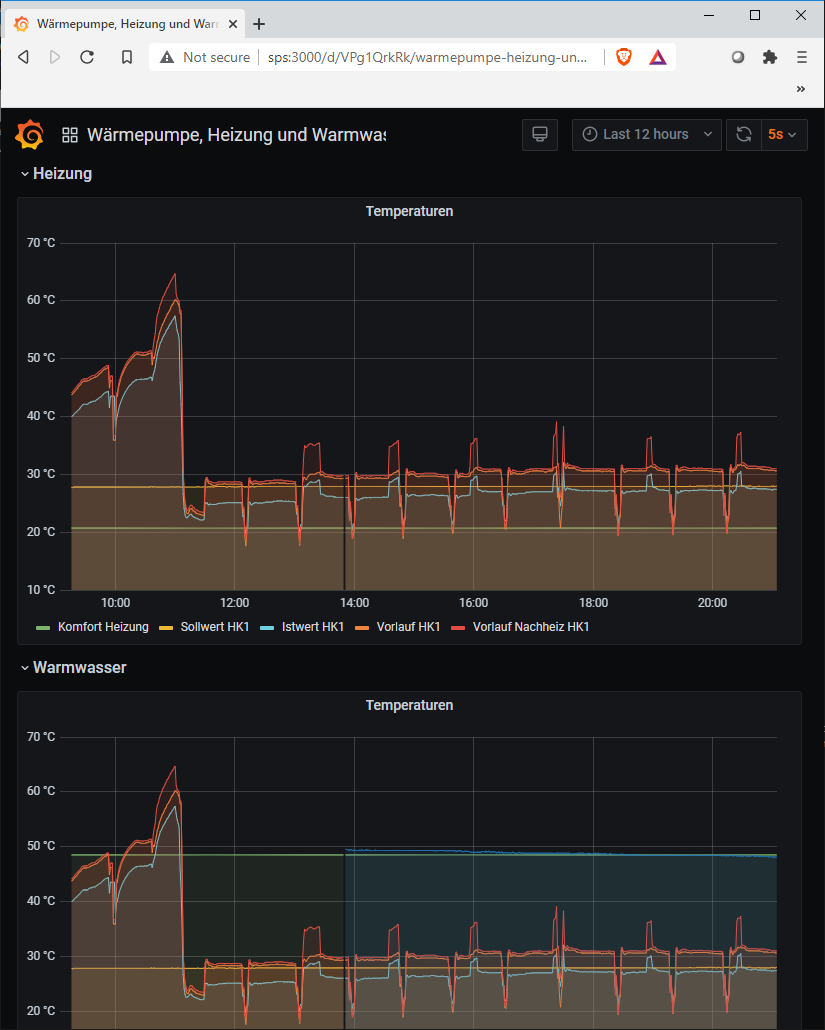 Wärmepumpe, Heizung und Warm
Not secure sps:3000/d/VPg1QrkRk/warmepumpe-heizung-un...
»
Wärmepumpe, Heizung und Warmwas
Last 12 hours 5s
Heizung
Temperaturen
70 °C
60 °C
50 °C
40 °C
30 °C
20 °C
10 °C
10:00 12:00 14:00 16:00 18:00 20:00
Komfort Heizung Sollwert HK1 Istwert HK1 Vorlauf HK1 Vorlauf Nachheiz HK1
Warmwasser
Temperaturen
70 °C
60 °C
50 °C
40 °C
30 °C
20 °C